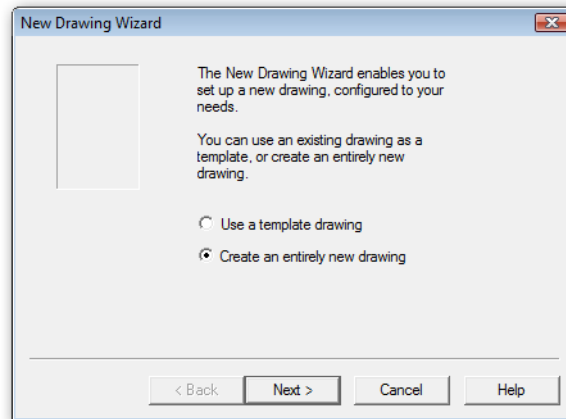 New Drawing Wizard
The New Drawing Wizard enables you to
set up a new drawing, configured to your
needs.
You can use an existing drawing as a
template, or create an entirely new
drawing.
Use a template drawing
Create an entirely new drawing
< Back Next > Cancel Help